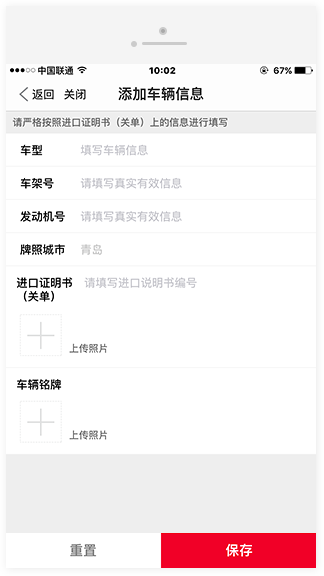 中国联通 10:02 67%
返回 关闭 添加车辆信息
请严格按照进口证明书（关单）上的信息进行填写
车型 填写车辆信息
车架号 请填写真实有效信息
发动机号 请填写真实有效信息
牌照城市 青岛
进口证明书 请填写进口说明书编号
（关单）
上传照片
车辆铭牌
上传照片
重置 保存